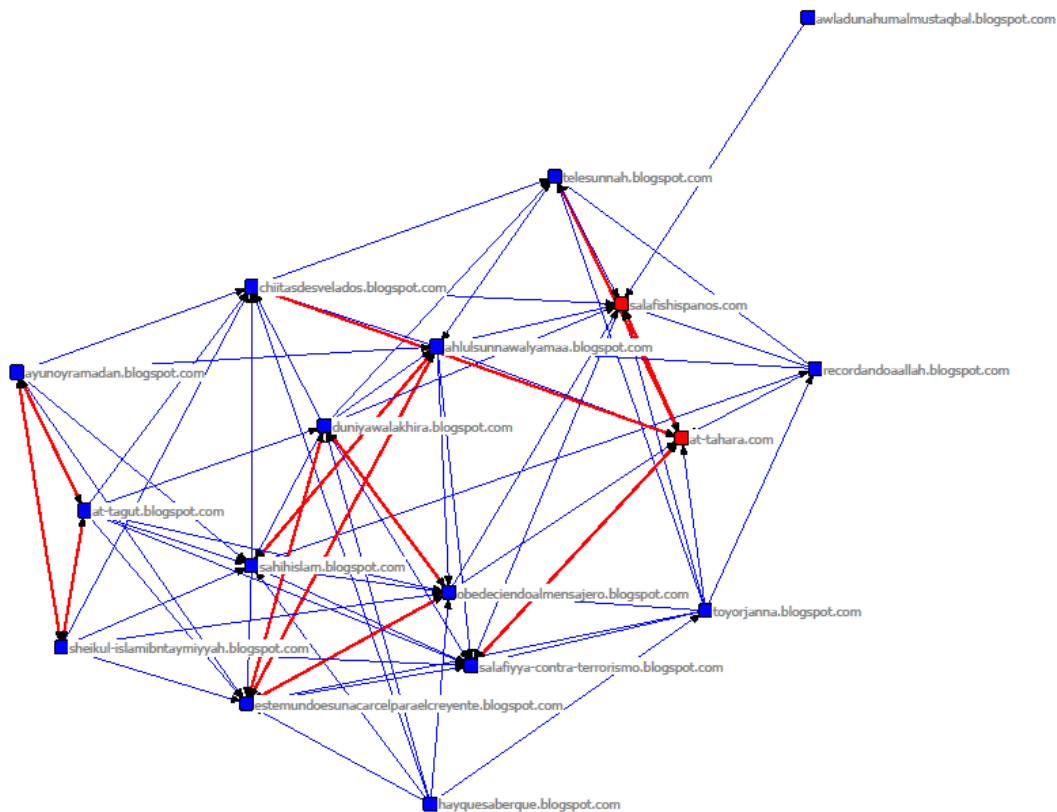 awladunahumalmustaqbal.blogspot.com
telesunnah.blogspot.com
chiitasdesvelados.blogspot.com
salafishispanos.com
ahlulsunnawalyamaa.blogspot.com
ayunoyramadan.blogspot.com
recordandoaallah.blogspot.com
duniyawalakhira.blogspot.com
at-tahara.com
at-tagut.blogspot.com
sahihislam.blogspot.com
obedeciendoalmensajero.blogspot.com
toyorjanna.blogspot.com
sheikul-islamibntaymiyyah.blogspot.com
salafiyya-contra-terrorismo.blogspot.com
estemundoesunacarcelparaelcreyente.blogspot.com
hayquesaberque.blogspot.com